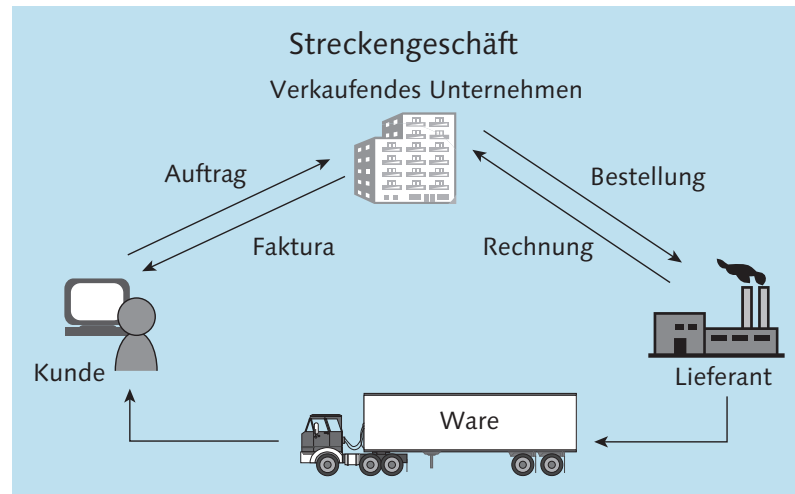 Streckengeschäft
Verkaufendes Unternehmen
Auftrag
Bestellung
Faktura
Rechnung
Kunde
Lieferant
Ware